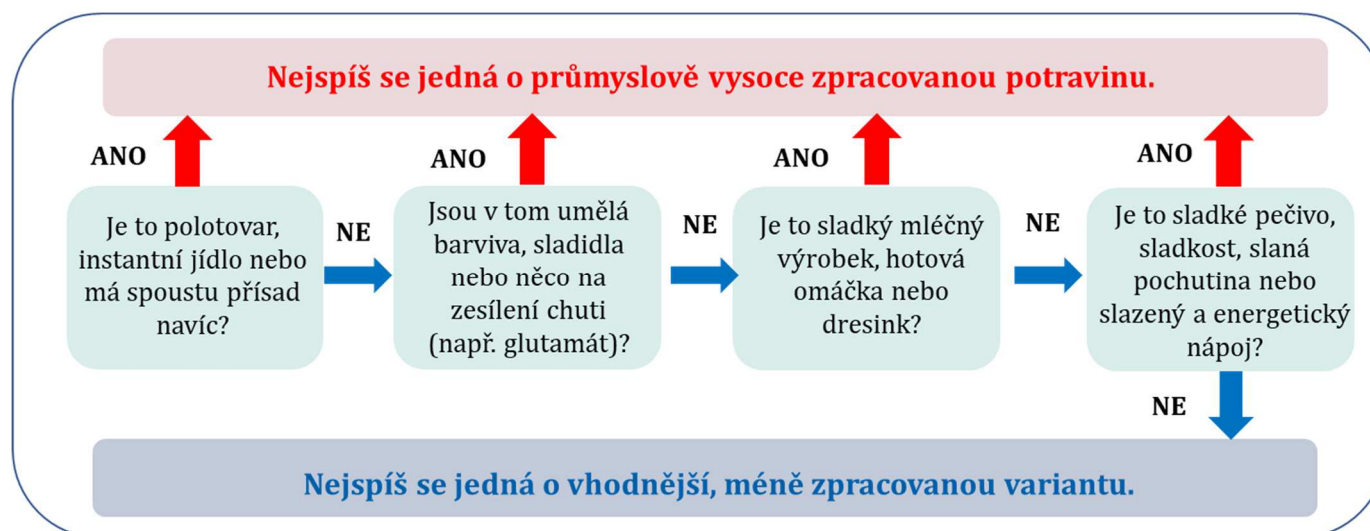 Nejspíš se jedná o průmyslově vysoce zpracovanou potravinu.
ANO
ANO
ANO
ANO
Je to polotovar,
instantní jídlo nebo
má spoustu přísad
navíc?
NE
Jsou v tom umělá
barviva, sladidla
nebo něco na
zesílení chuti
(např. glutamát)?
NE
Je to sladký mléčný
výrobek, hotová
omáčka nebo
dresink?
NE
Je to sladké pečivo,
sladkost, slaná
pochutina nebo
slazený a energetický
nápoj?
NE
Nejspíš se jedná o vhodnější, méně zpracovanou variantu.